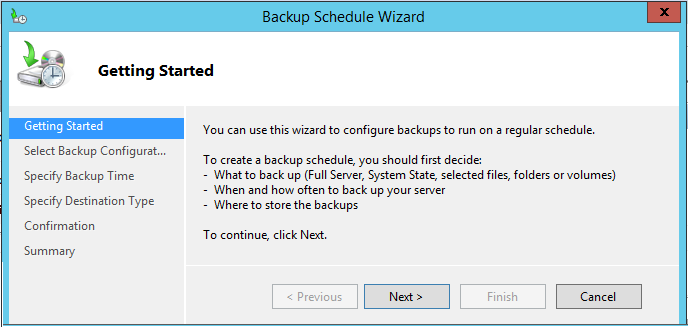 Backup Schedule Wizard
x
Getting Started
Getting Started
Select Backup Configurat...
Specify Backup Time
Specify Destination Type
Confirmation
Summary
You can use this wizard to configure backups to run on a regular schedule.
To create a backup schedule, you should first decide:
- What to back up (Full Server, System State, selected files, folders or volumes)
- When and how often to back up your server
- Where to store the backups
To continue, click Next.
< Previous
Next >
Finish
Cancel